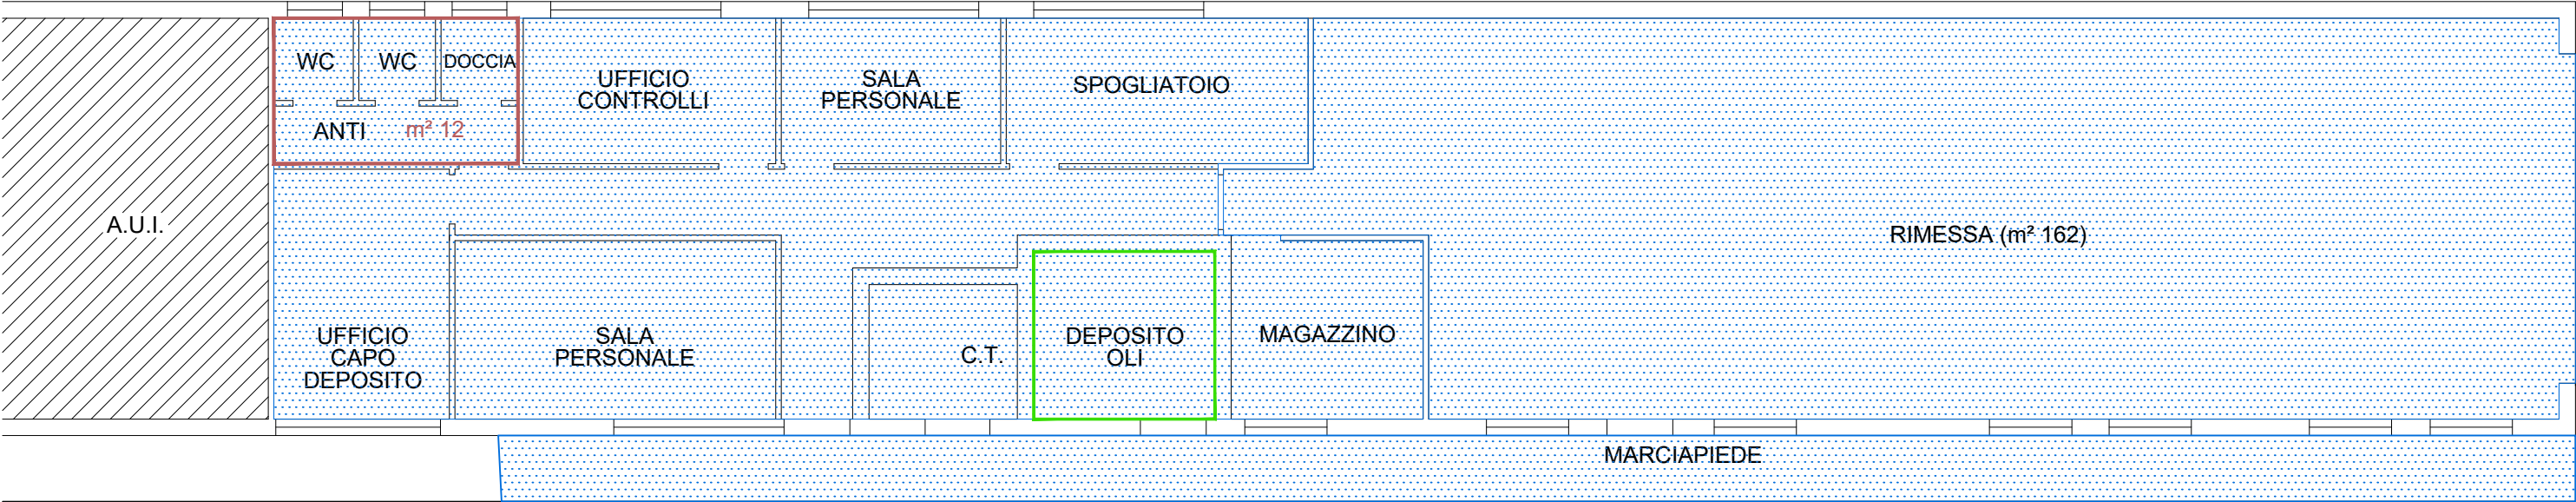 WC
WC
DOCCIA
ANTI
m² 12
UFFICIO
CONTROLLI
SALA
PERSONALE
SPOGLIATOIO
A.U.I.
RIMESSA (m² 162)
UFFICIO
CAPO
DEPOSITO
SALA
PERSONALE
C.T.
DEPOSITO
OLI
MAGAZZINO
MARCIAPIEDE